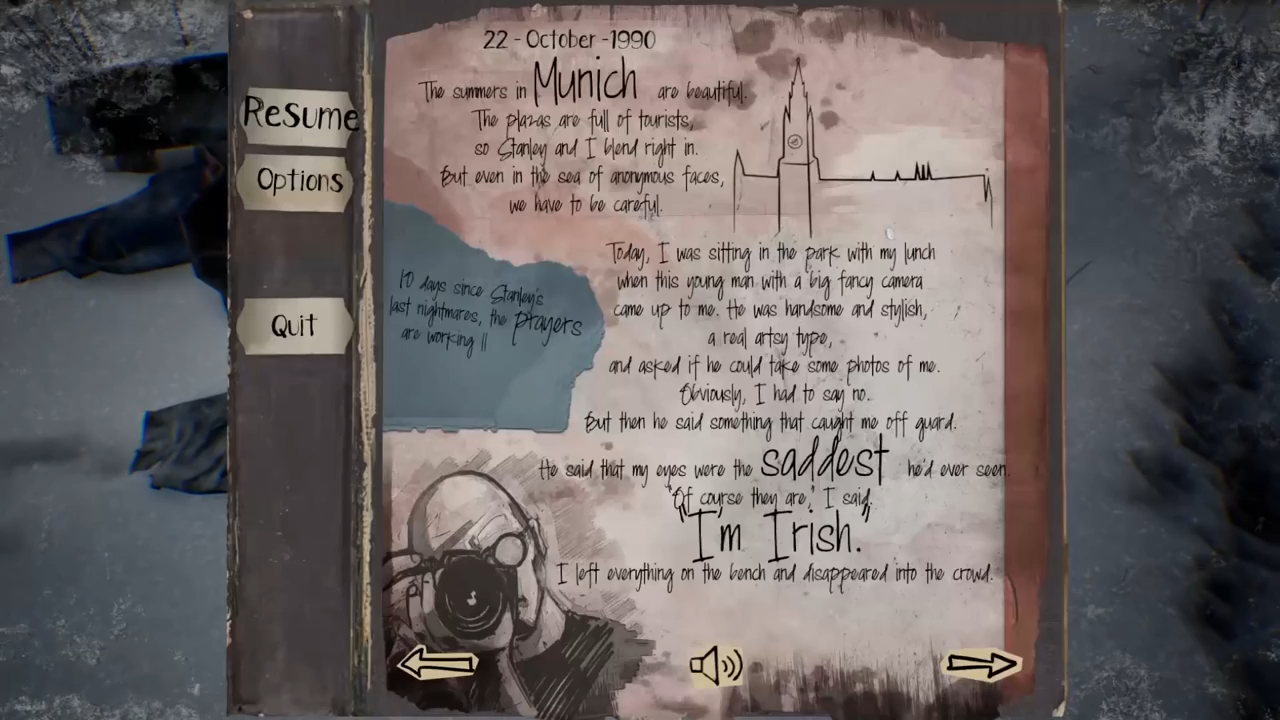 22 - October - 1990
The summers in Munich are beautiful.
The plazas are full of tourists,
so Stanley and I blend right in.
But even in the sea of anonymous faces,
we have to be careful.
Resume
Options
Quit
10 days since Stanley's
last nightmares, the prayers
are working !!
Today, I was sitting in the park with my lunch
when this young man with a big fancy camera
came up to me. He was handsome and stylish,
a real artsy type,
and asked if he could take some photos of me.
Obviously, I had to say no.
But then he said something that caught me off guard.
He said that my eyes were the saddest he'd ever seen.
"Of course they are," I said.
"I'm Irish."
I left everything on the bench and disappeared into the crowd.